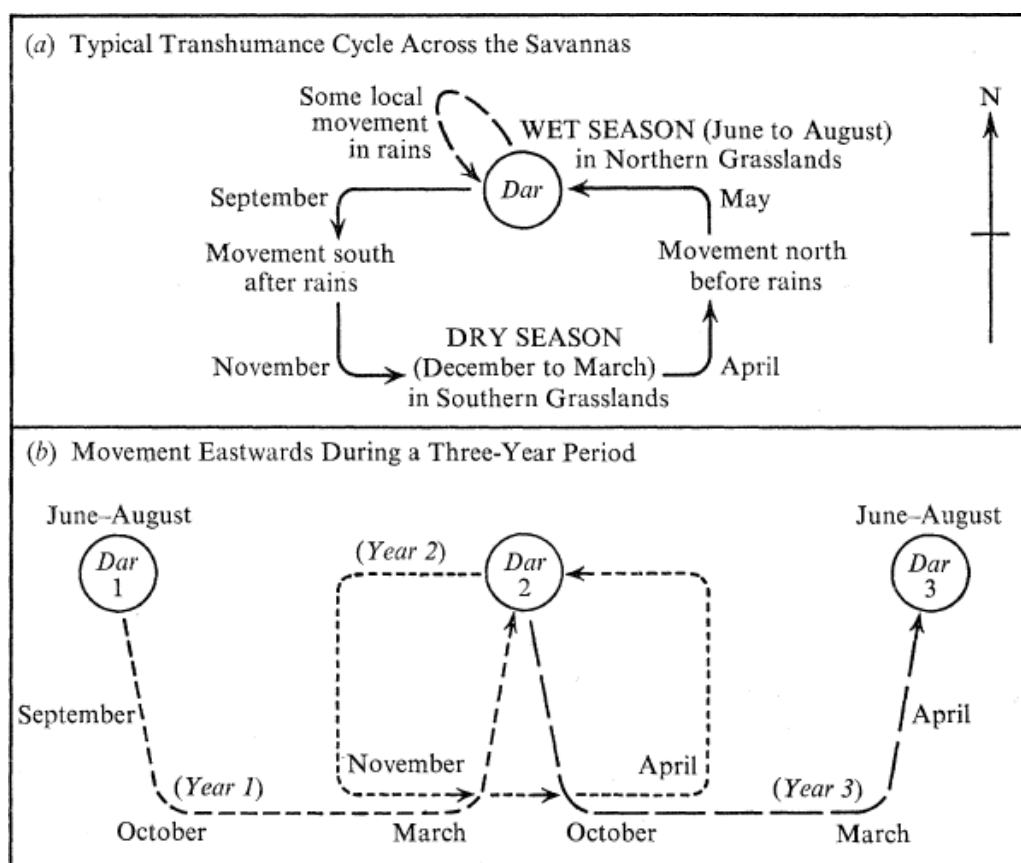 (a) Typical Transhumance Cycle Across the Savannas
N
Some local
movement
in rains
WET SEASON (June to August)
in Northern Grasslands
Dar
September
May
Movement south
after rains
Movement north
before rains
DRY SEASON
(December to March)
in Southern Grasslands
November
April
(b) Movement Eastwards During a Three-Year Period
June–August
June–August
Dar
1
(Year 2)
Dar
2
Dar
3
September
April
November
April
(Year 1)
(Year 3)
October
March
October
March